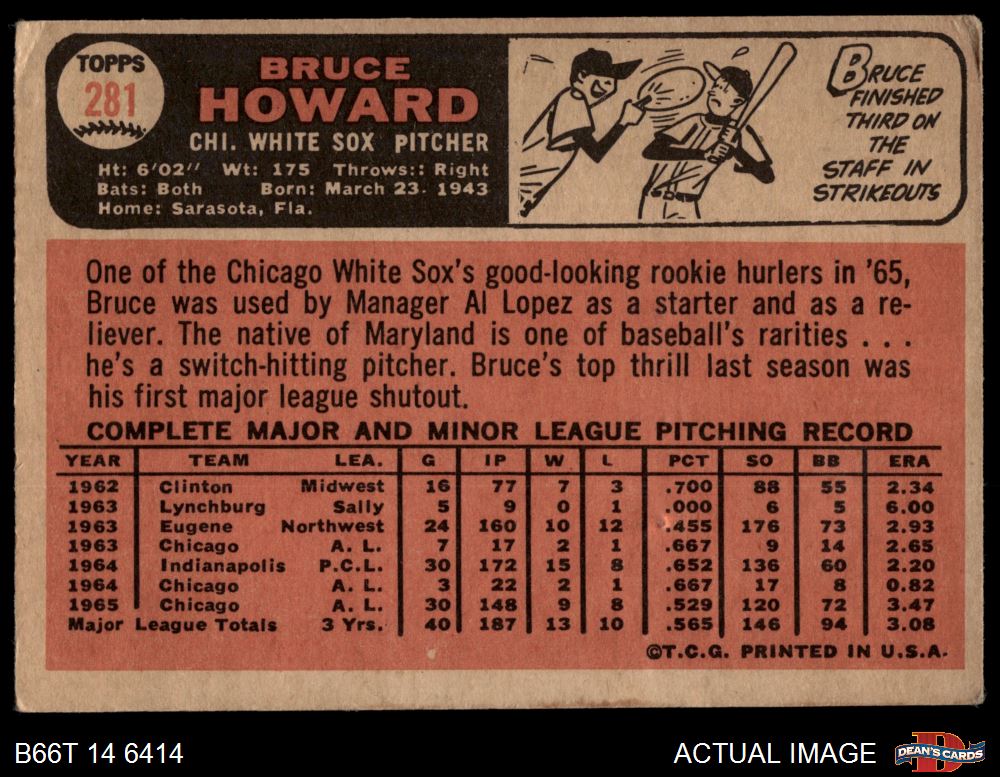 TOPPS
281
BRUCE
HOWARD
CHI. WHITE SOX PITCHER
Ht: 6'02" Wt: 175 Throws:: Right
Bats: Both Born: March 23. 1943
Home: Sarasota, Fla.
BRUCE
FINISHED
THIRD ON
THE
STAFF IN
STRIKEOUTS
One of the Chicago White Sox's good-looking rookie hurlers in '65,
Bruce was used by Manager Al Lopez as a starter and as a re-
liever. The native of Maryland is one of baseball's rarities . . .
he's a switch-hitting pitcher. Bruce's top thrill last season was
his first major league shutout.
COMPLETE MAJOR AND MINOR LEAGUE PITCHING RECORD
YEAR TEAM LEA. G IP W L PCT SO BB ERA
1962 Clinton Midwest 16 77 7 3 .700 88 55 2.34
1963 Lynchburg Sally 5 9 0 1 .000 6 5 6.00
1963 Eugene Northwest 24 160 10 12 .455 176 73 2.93
1963 Chicago A. L. 7 17 2 1 .667 9 14 2.65
1964 Indianapolis P.C.L. 30 172 15 8 .652 136 60 2.20
1964 Chicago A. L. 3 22 2 1 .667 17 8 0.82
1965 Chicago A. L. 30 148 9 8 .529 120 72 3.47
Major League Totals 3 Yrs. 40 187 13 10 .565 146 94 3.08
©T.C.G. PRINTED IN U.S.A.
B66T 14 6414
ACTUAL IMAGE
DEAN'S CARDS